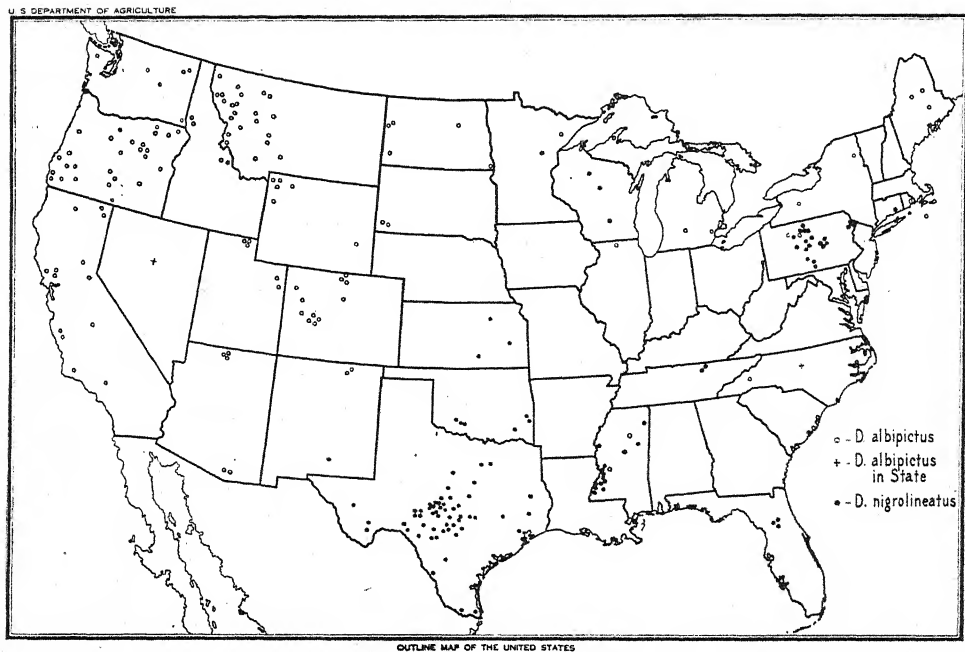 U S DEPARTMENT OF AGRICULTURE
o - D. albipictus
+ - D. albipictus
in State
• - D. nigrolineatus
OUTLINE MAP OF THE UNITED STATES